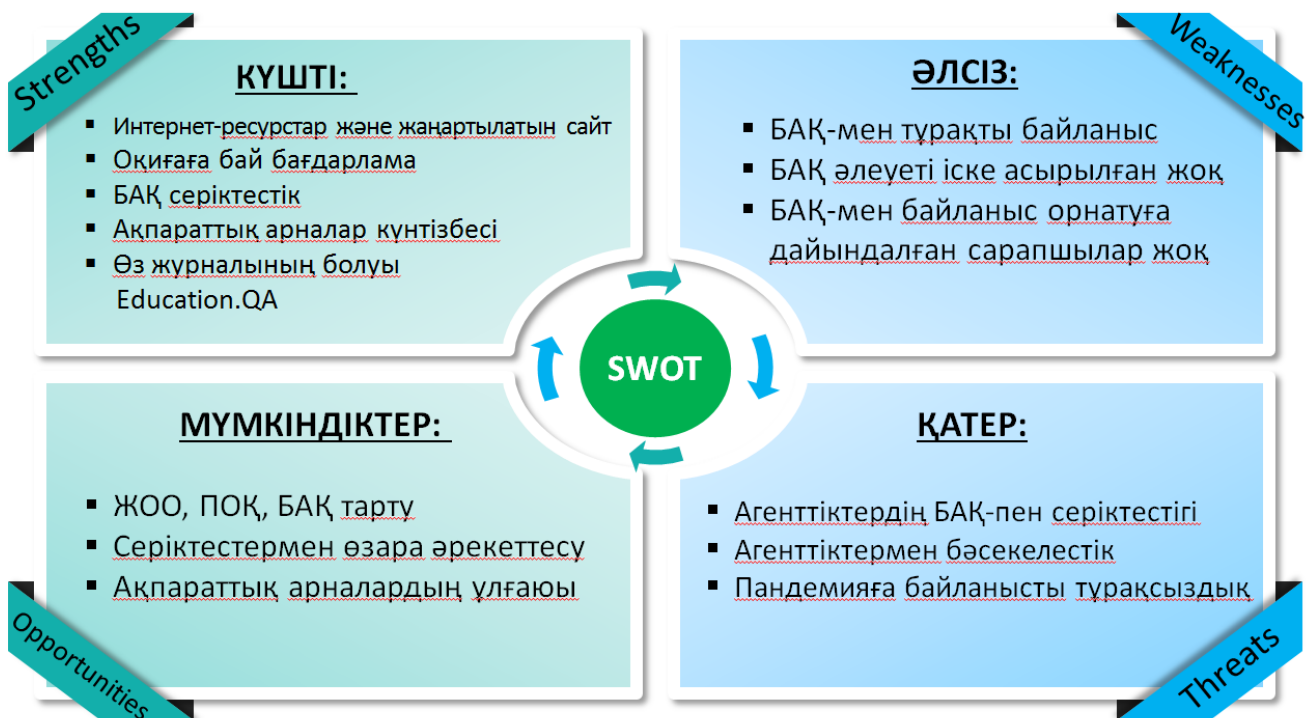 Strengths
КҮШТІ:
▪ Интернет-ресурстар және жаңартылатын сайт
▪ Оқиғаға бай бағдарлама
▪ БАҚ серіктестік
▪ Ақпараттық арналар күнтізбесі
▪ Өз журналының болуы
Education.QA
Weaknesses
ӘЛСІЗ:
▪ БАҚ-мен тұрақты байланыс
▪ БАҚ әлеуеті іске асырылған жоқ
▪ БАҚ-мен байланыс орнатуға
дайындалған сарапшылар жоқ
SWOT
МҮМКІНДІКТЕР:
▪ ЖОО, ПОҚ, БАҚ тарту
▪ Серіктестермен өзара әрекеттесу
▪ Ақпараттық арналардың ұлғаюы
Opportunities
ҚАТЕР:
▪ Агенттіктердің БАҚ-пен серіктестігі
▪ Агенттіктермен бәсекелестік
▪ Пандемияға байланысты тұрақсыздық
Threats